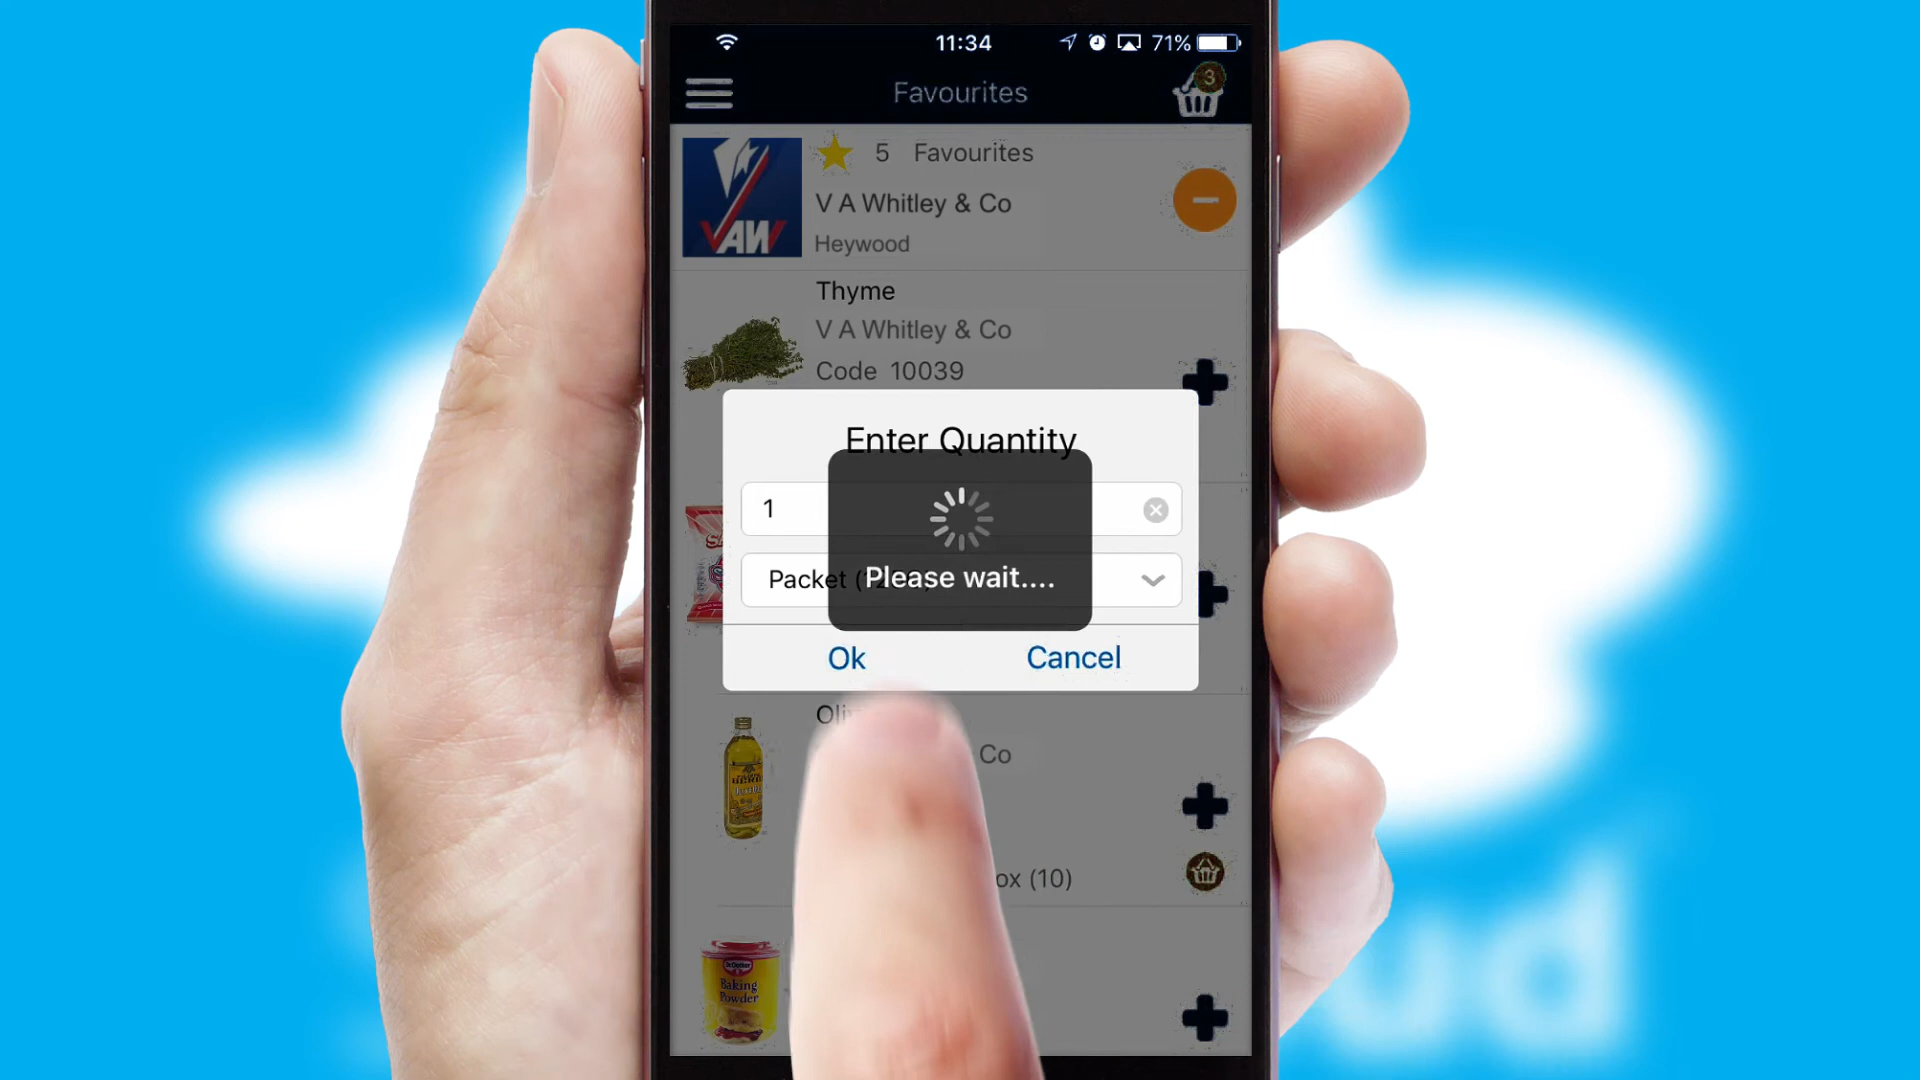 11:34
71%
Favourites
3
5 Favourites
V A Whitley & Co
VAW
Heywood
Thyme
V A Whitley & Co
Code 10039
Enter Quantity
1
Packet
Please wait....
Ok
Cancel
Co
(10)
Baking
Powder